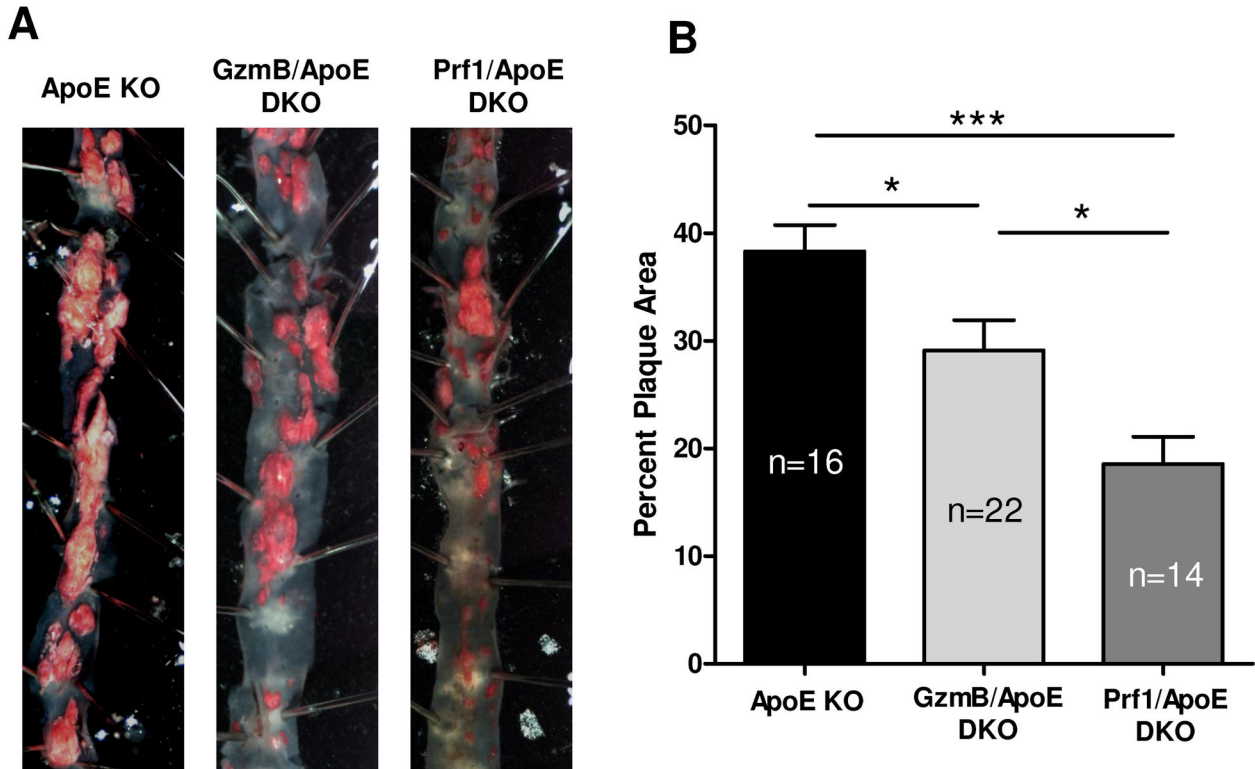 A
ApoE KO
GzmB/ApoE
DKO
Prf1/ApoE
DKO
B
Percent Plaque Area
50
40
30
20
10
0
***
*
*
n=16
n=22
n=14
ApoE KO
GzmB/ApoE
DKO
Prf1/ApoE
DKO